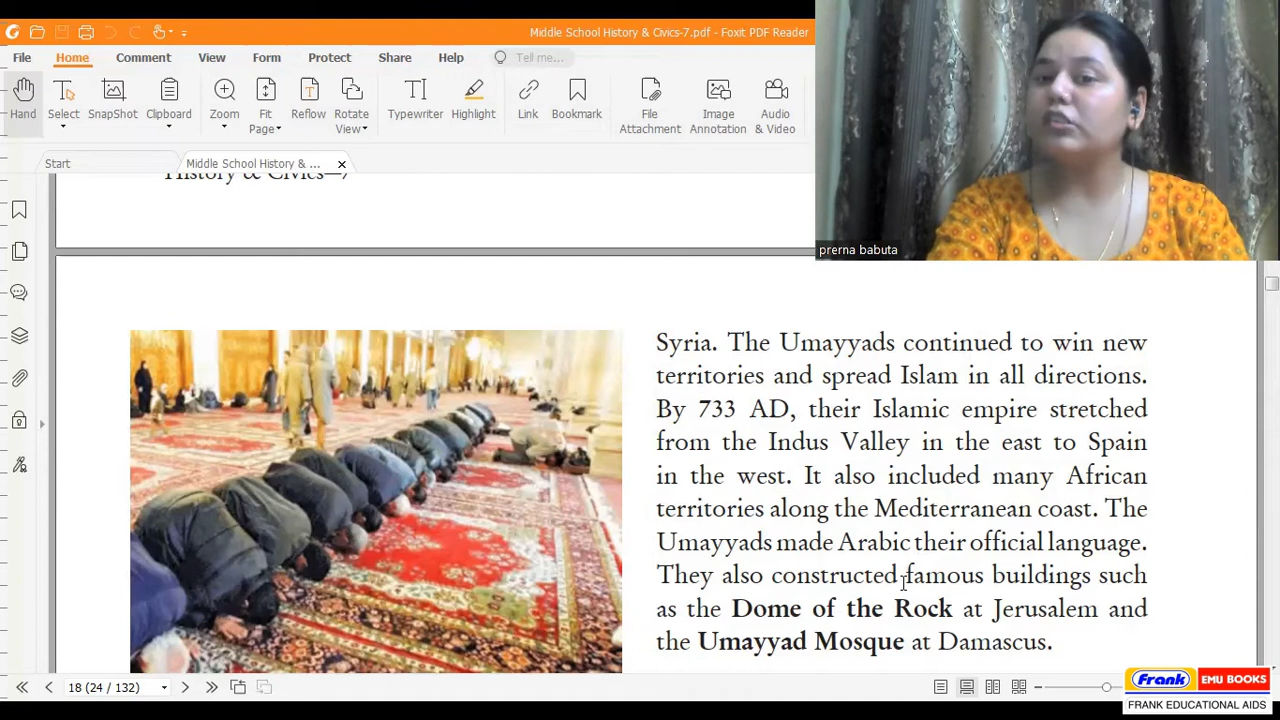 Middle School History & Civics-7.pdf - Foxit PDF Reader
File Home Comment View Form Protect Share Help Tell me...
Hand Select SnapShot Clipboard Zoom Fit Page Reflow Rotate View Typewriter Highlight Link Bookmark File Attachment Image Annotation Audio & Video
Start Middle School History & ...
History & Civics—7
prerna babuta
Syria. The Umayyads continued to win new
territories and spread Islam in all directions.
By 733 AD, their Islamic empire stretched
from the Indus Valley in the east to Spain
in the west. It also included many African
territories along the Mediterranean coast. The
Umayyads made Arabic their official language.
They also constructed famous buildings such
as the Dome of the Rock at Jerusalem and
the Umayyad Mosque at Damascus.
18 (24 / 132)
Frank EMU BOOKS
FRANK EDUCATIONAL AIDS